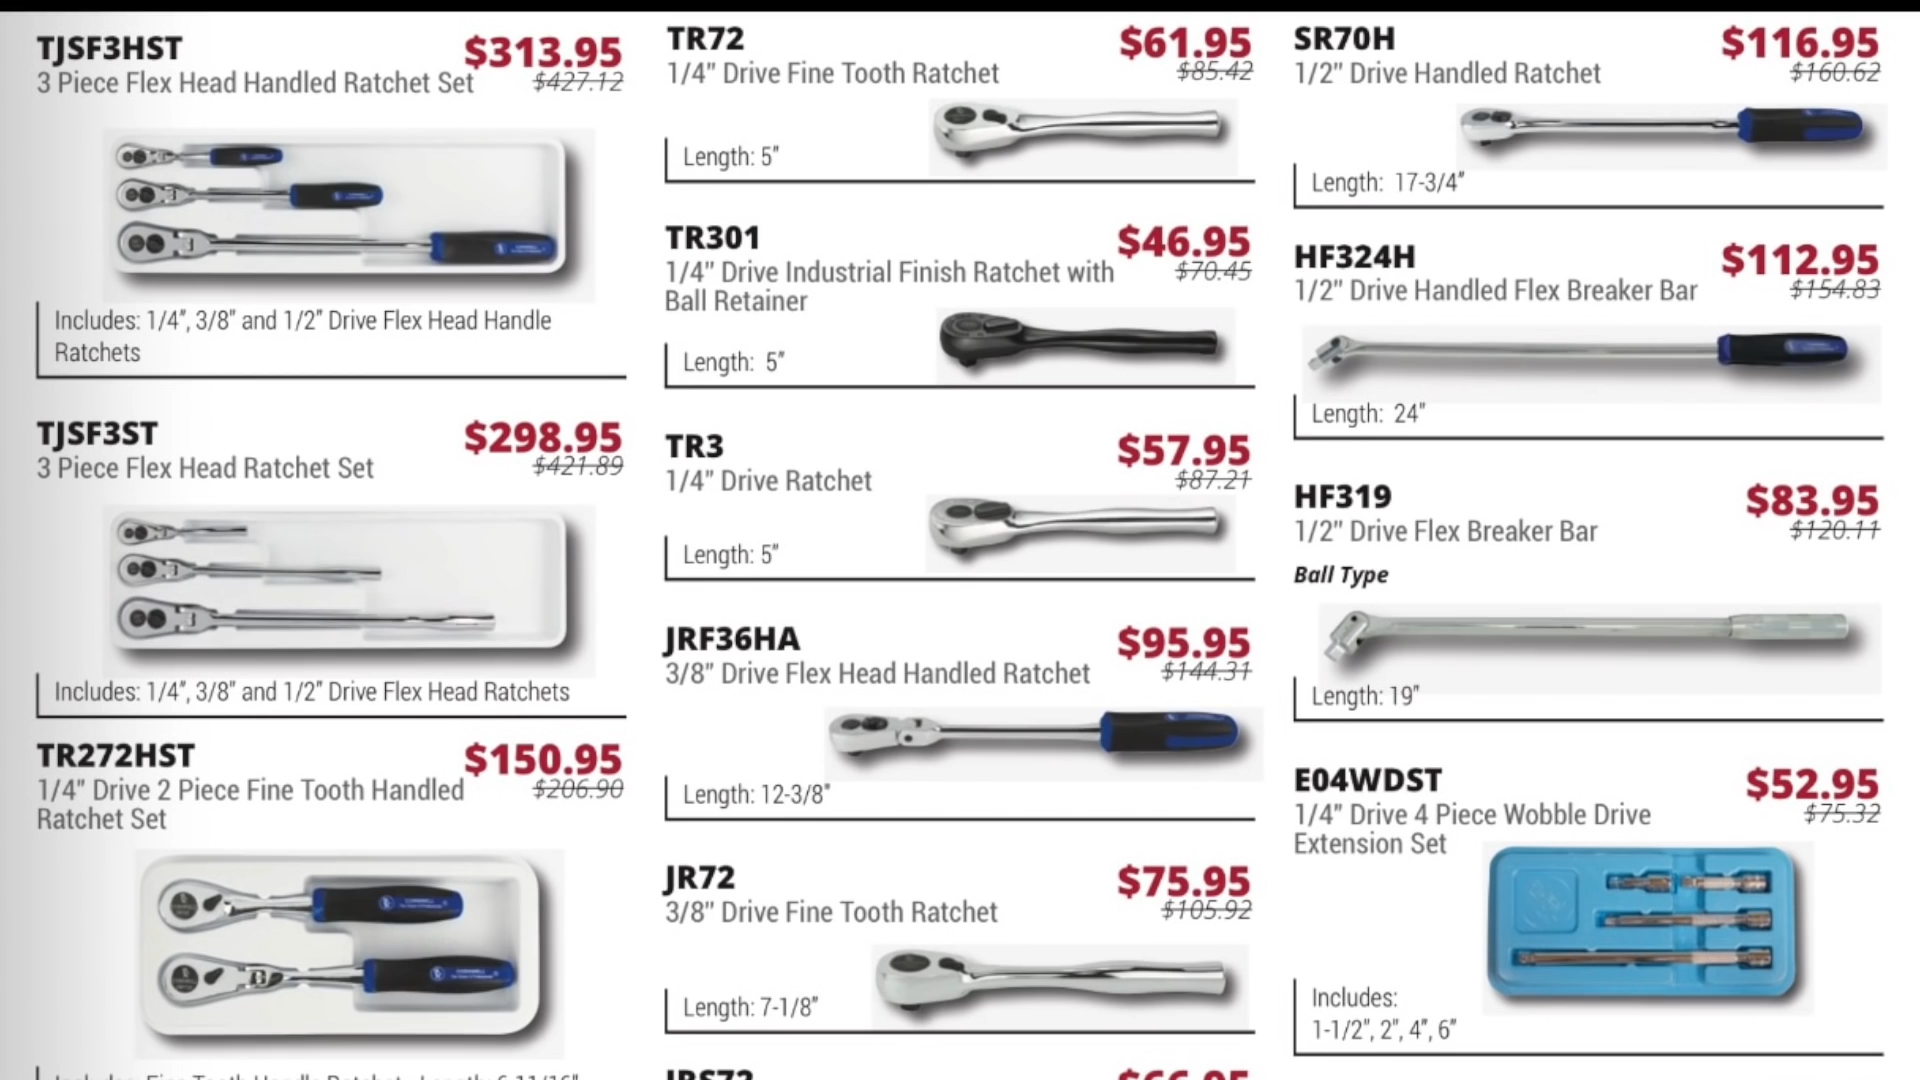 TJSF3HST
$313.95
3 Piece Flex Head Handled Ratchet Set
$427.12
Includes: 1/4", 3/8" and 1/2" Drive Flex Head Handle
Ratchets
TJSF3ST
$298.95
3 Piece Flex Head Ratchet Set
$421.89
Includes: 1/4", 3/8" and 1/2" Drive Flex Head Ratchets
TR272HST
$150.95
1/4" Drive 2 Piece Fine Tooth Handled
$206.90
Ratchet Set
TR72
$61.95
1/4" Drive Fine Tooth Ratchet
$85.42
Length: 5"
TR301
$46.95
1/4" Drive Industrial Finish Ratchet with
$70.45
Ball Retainer
Length: 5"
TR3
$57.95
1/4" Drive Ratchet
$87.21
Length: 5"
JRF36HA
$95.95
3/8" Drive Flex Head Handled Ratchet
$144.31
Length: 12-3/8"
JR72
$75.95
3/8" Drive Fine Tooth Ratchet
$105.92
Length: 7-1/8"
SR70H
$116.95
1/2" Drive Handled Ratchet
$160.62
Length: 17-3/4"
HF324H
$112.95
1/2" Drive Handled Flex Breaker Bar
$154.83
Length: 24"
HF319
$83.95
1/2" Drive Flex Breaker Bar
$120.11
Ball Type
Length: 19"
E04WDST
$52.95
1/4" Drive 4 Piece Wobble Drive
$75.32
Extension Set
Includes:
1-1/2", 2", 4", 6"